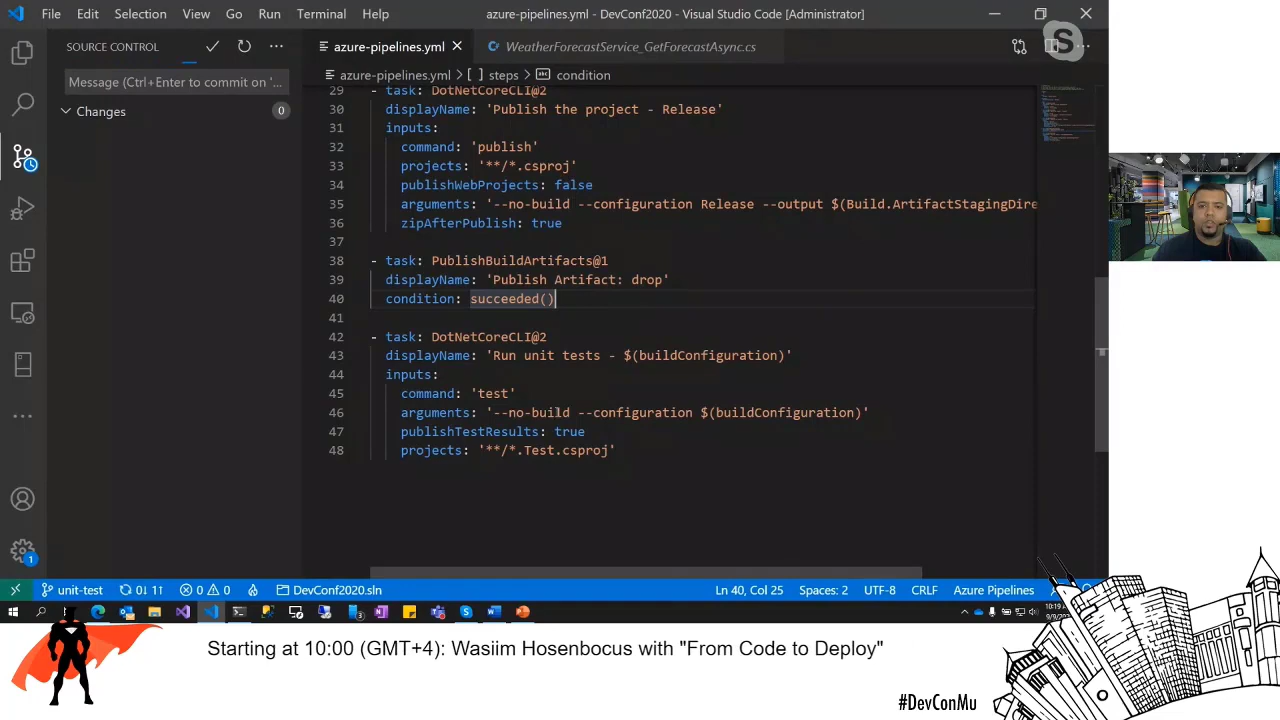 File Edit Selection View Go Run Terminal Help azure-pipelines.yml - DevConf2020 - Visual Studio Code [Administrator]
SOURCE CONTROL
azure-pipelines.yml
WeatherForecastService_GetForecastAsync.cs
Message (Ctrl+Enter to commit on '...
azure-pipelines.yml > [ ] steps > condition
Changes 0
29 - task: DotNetCoreCLI@2
30 displayName: 'Publish the project - Release'
31 inputs:
32 command: 'publish'
33 projects: '**/*.csproj'
34 publishWebProjects: false
35 arguments: '--no-build --configuration Release --output $(Build.ArtifactStagingDire
36 zipAfterPublish: true
37
38 - task: PublishBuildArtifacts@1
39 displayName: 'Publish Artifact: drop'
40 condition: succeeded()
41
42 - task: DotNetCoreCLI@2
43 displayName: 'Run unit tests - $(buildConfiguration)'
44 inputs:
45 command: 'test'
46 arguments: '--no-build --configuration $(buildConfiguration)'
47 publishTestResults: true
48 projects: '**/*.Test.csproj'
1
unit-test 0↓ 1↑ 0 0 DevConf2020.sln Ln 40, Col 25 Spaces: 2 UTF-8 CRLF Azure Pipelines
Starting at 10:00 (GMT+4): Wasiim Hosenbocus with "From Code to Deploy"
#DevConMu